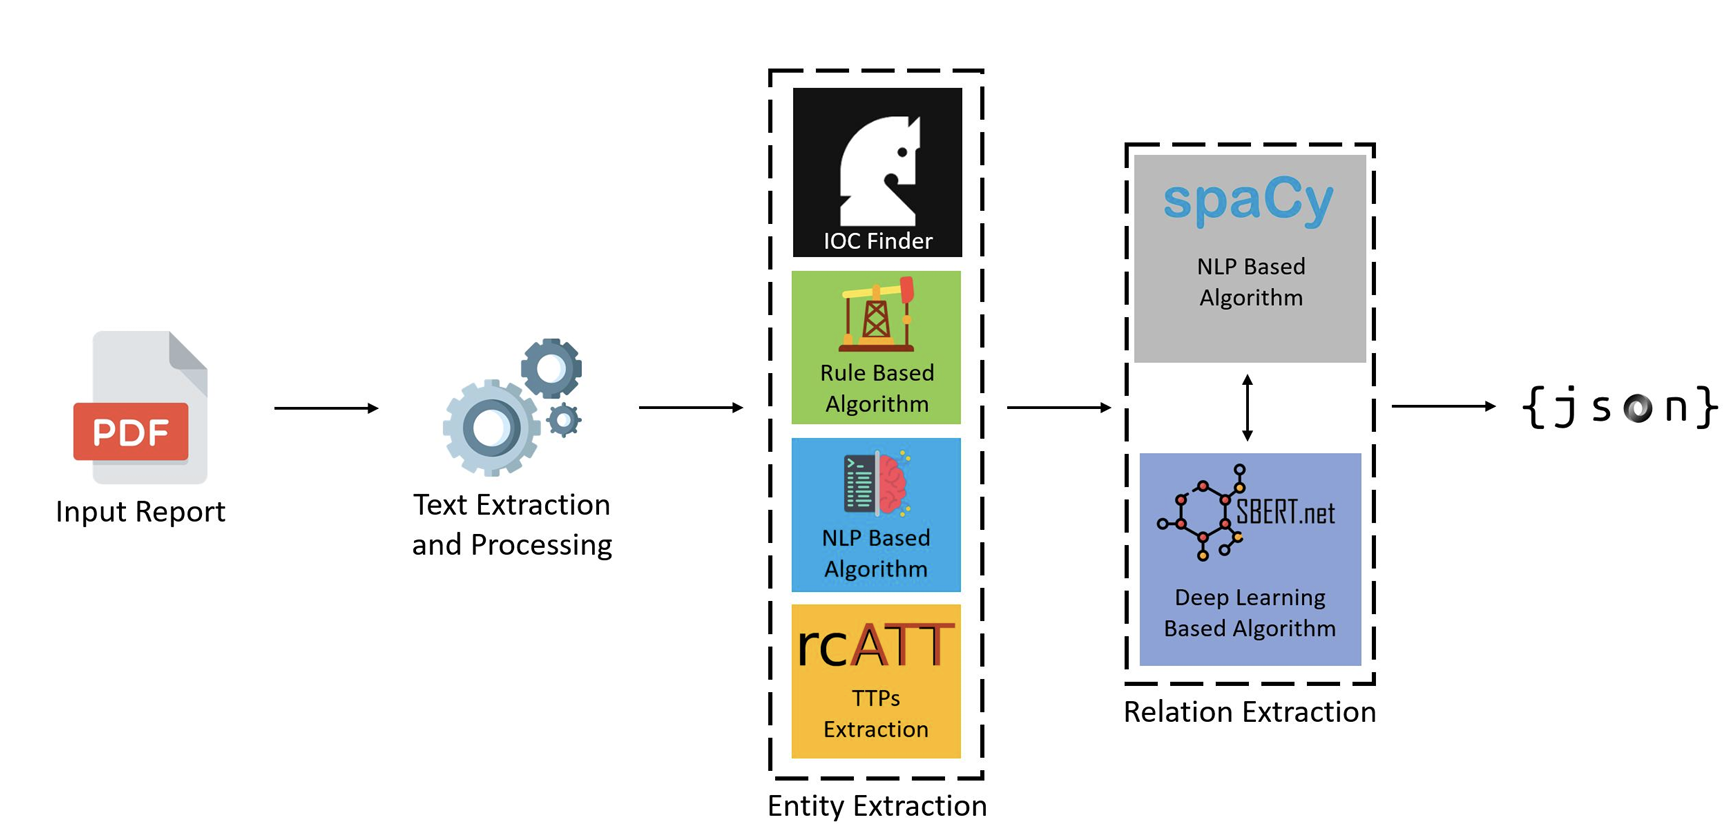 PDF
Input Report
Text Extraction
and Processing
IOC Finder
Rule Based
Algorithm
>_
NLP Based
Algorithm
rcATT
TTPs
Extraction
Entity Extraction
spaCy
NLP Based
Algorithm
SBERT.net
Deep Learning
Based Algorithm
Relation Extraction
{json}